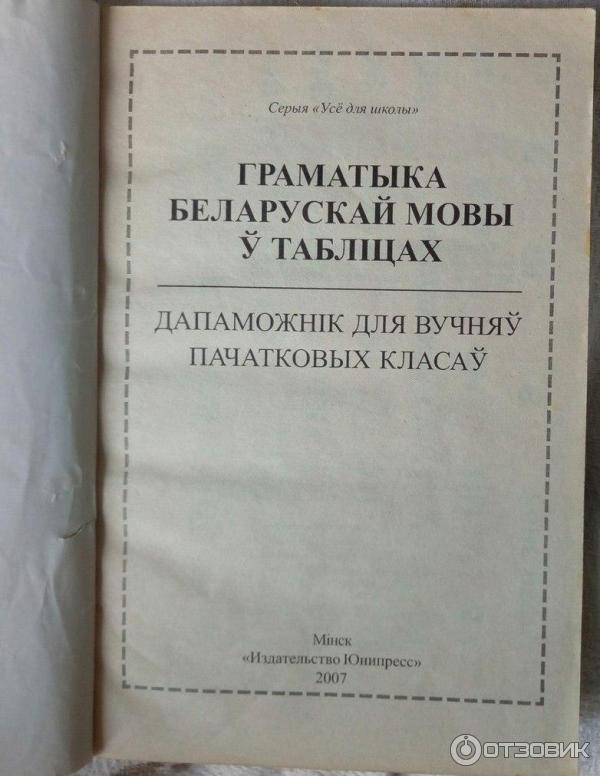 Серыя «Усё для школы»
ГРАМАТЫКА
БЕЛАРУСКАЙ МОВЫ
Ў ТАБЛІЦАХ
ДАПАМОЖНІК ДЛЯ ВУЧНЯЎ
ПАЧАТКОВЫХ КЛАСАЎ
Мінск
«Издательство Юнипресс»
2007
ОТЗОВИК